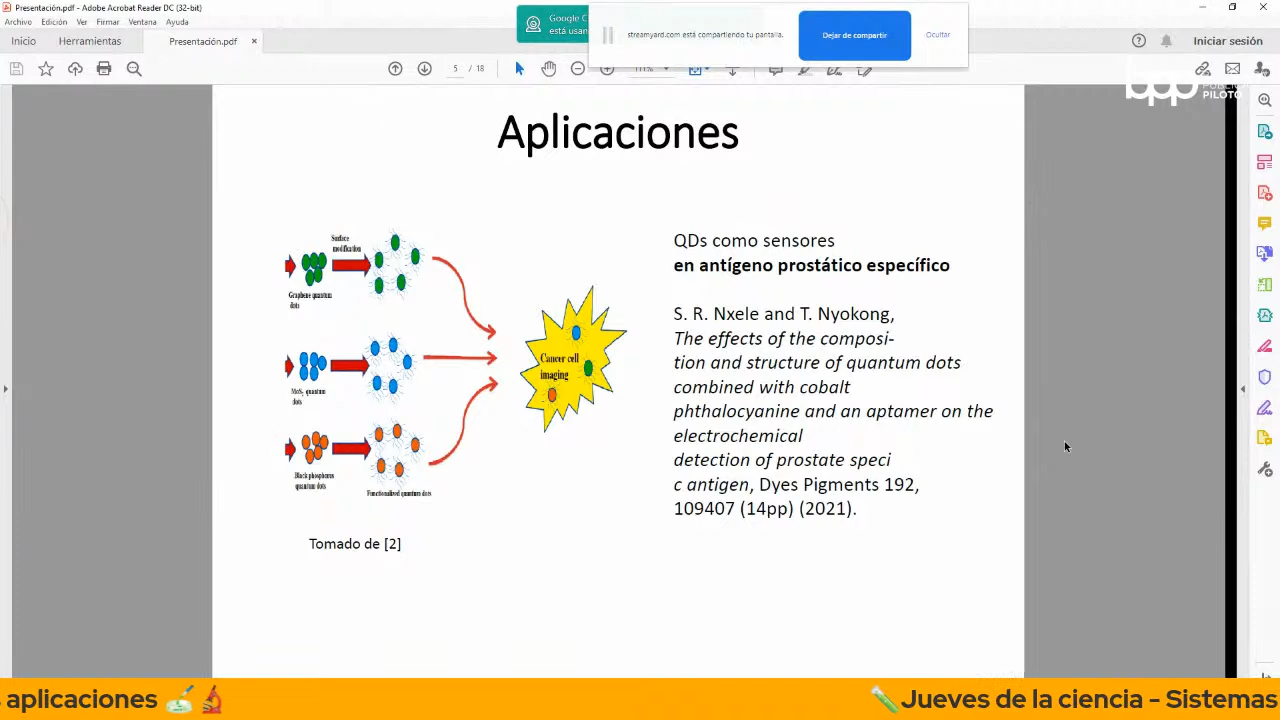 Presentación.pdf - Adobe Acrobat Reader DC (32-bit)
Archivo Edición Ver Firmar Ventana Ayuda
Inicio Herramientas Presentación.pdf
Google C
está usan
streamyard.com está compartiendo tu pantalla.
Dejar de compartir
Ocultar
Iniciar sesión
5 / 18
bpp
PILOTO
Aplicaciones
Surface
modification
Graphene quantum
dots
MoS2 quantum
dots
Black phosphorus
quantum dots
Functionalized quantum dots
Cancer cell
imaging
Tomado de [2]
QDs como sensores
en antígeno prostático específico
S. R. Nxele and T. Nyokong,
The effects of the composi-
tion and structure of quantum dots
combined with cobalt
phthalocyanine and an aptamer on the
electrochemical
detection of prostate speci
c antigen, Dyes Pigments 192,
109407 (14pp) (2021).
aplicaciones
Jueves de la ciencia - Sistemas